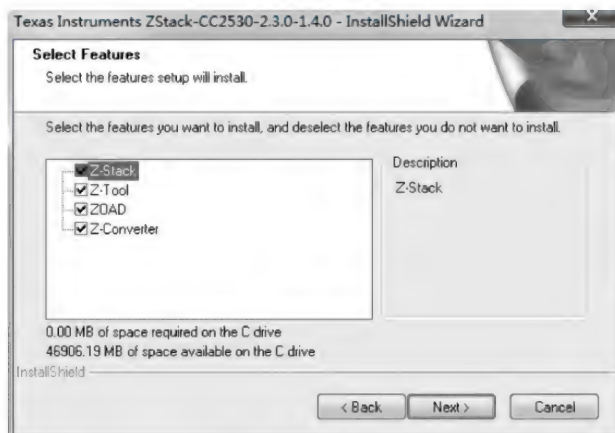 Texas Instruments ZStack-CC2530-2.3.0-1.4.0 - InstallShield Wizard
Select Features
Select the features setup will install.
Select the features you want to install, and deselect the features you do not want to install.
Z-Stack
Z-Tool
ZOAD
Z-Converter
Description
Z-Stack
0.00 MB of space required on the C drive
46906.19 MB of space available on the C drive
InstallShield
< Back
Next >
Cancel